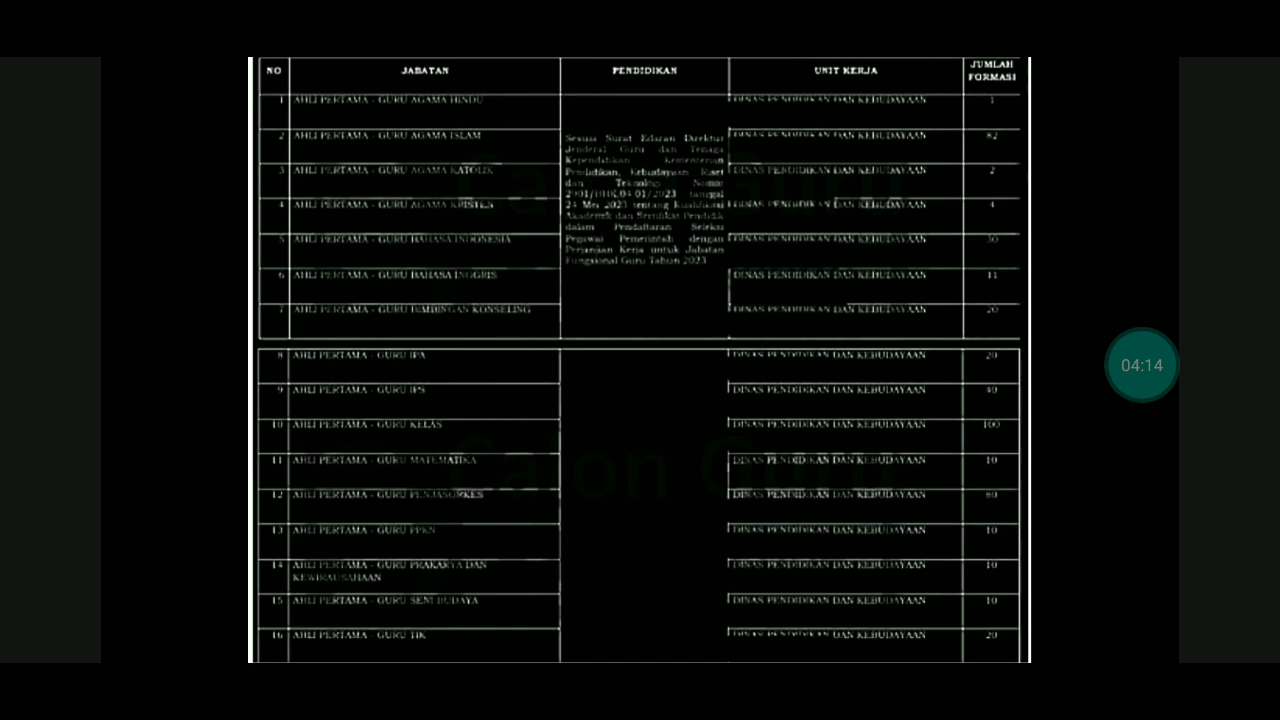 NO JABATAN PENDIDIKAN UNIT KERJA JUMLAH FORMASI
1 AHLI PERTAMA - GURU AGAMA HINDU DINAS PENDIDIKAN DAN KEBUDAYAAN 1
2 AHLI PERTAMA - GURU AGAMA ISLAM DINAS PENDIDIKAN DAN KEBUDAYAAN 82
3 AHLI PERTAMA - GURU AGAMA KATOLIK DINAS PENDIDIKAN DAN KEBUDAYAAN 2
4 AHLI PERTAMA - GURU AGAMA KRISTEN DINAS PENDIDIKAN DAN KEBUDAYAAN 4
5 AHLI PERTAMA - GURU BAHASA INDONESIA DINAS PENDIDIKAN DAN KEBUDAYAAN
6 AHLI PERTAMA - GURU BAHASA INGGRIS DINAS PENDIDIKAN DAN KEBUDAYAAN 11
7 AHLI PERTAMA - GURU BIMBINGAN KONSELING DINAS PENDIDIKAN DAN KEBUDAYAAN 20
Sesuai Surat Edaran Direktur
Jenderal Guru dan Tenaga
Kependidikan Kementerian
Pendidikan, Kebudayaan, Riset
dan Teknologi Nomor
tanggal
24 Mei 2023 tentang Kualifikasi
Akademik dan Sertifikat Pendidik
dalam Pendaftaran Seleksi
Pegawai Pemerintah dengan
Perjanjian Kerja untuk Jabatan
Fungsional Guru Tahun 2023
8 AHLI PERTAMA - GURU IPA DINAS PENDIDIKAN DAN KEBUDAYAAN 20
9 AHLI PERTAMA - GURU IPS DINAS PENDIDIKAN DAN KEBUDAYAAN 40
10 AHLI PERTAMA - GURU KELAS DINAS PENDIDIKAN DAN KEBUDAYAAN 100
11 AHLI PERTAMA - GURU MATEMATIKA DINAS PENDIDIKAN DAN KEBUDAYAAN 10
12 AHLI PERTAMA - GURU PENJASORKES DINAS PENDIDIKAN DAN KEBUDAYAAN
13 AHLI PERTAMA - GURU PPKN DINAS PENDIDIKAN DAN KEBUDAYAAN 10
14 AHLI PERTAMA - GURU PRAKARYA DAN DINAS PENDIDIKAN DAN KEBUDAYAAN 10
KEWIRAUSAHAAN
15 AHLI PERTAMA - GURU SENI BUDAYA DINAS PENDIDIKAN DAN KEBUDAYAAN 10
16 AHLI PERTAMA - GURU TIK DINAS PENDIDIKAN DAN KEBUDAYAAN 20
Calon Guru
04:14